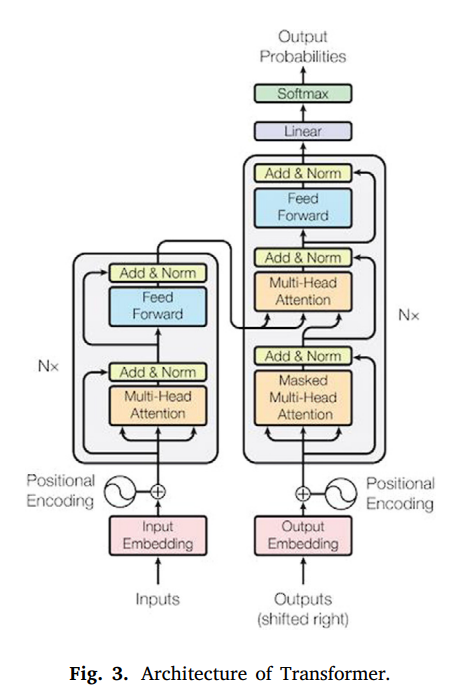 Output
Probabilities
Softmax
Linear
Add & Norm
Feed
Forward
Add & Norm
Multi-Head
Attention
Add & Norm
Masked
Multi-Head
Attention
Nx
Positional
Encoding
Output
Embedding
Outputs
(shifted right)
Add & Norm
Feed
Forward
Add & Norm
Multi-Head
Attention
Nx
Positional
Encoding
Input
Embedding
Inputs
Fig. 3. Architecture of Transformer.